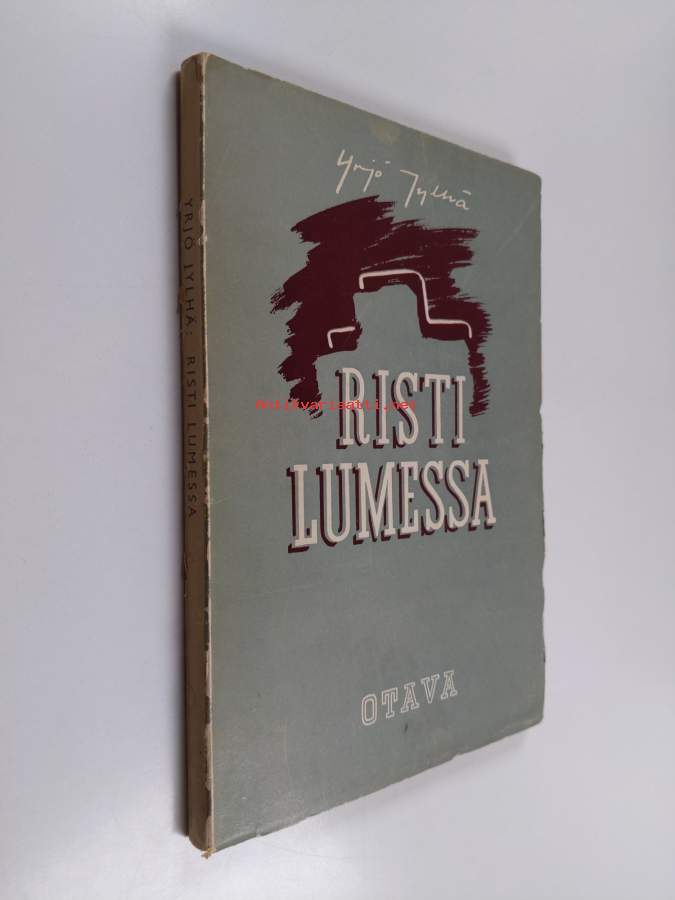 YRJÖ JYLHÄ: RISTI LUMESSA
Yrjö Jylhä
RISTI
Antikvariaatti.net
LUMESSA
OTAVA